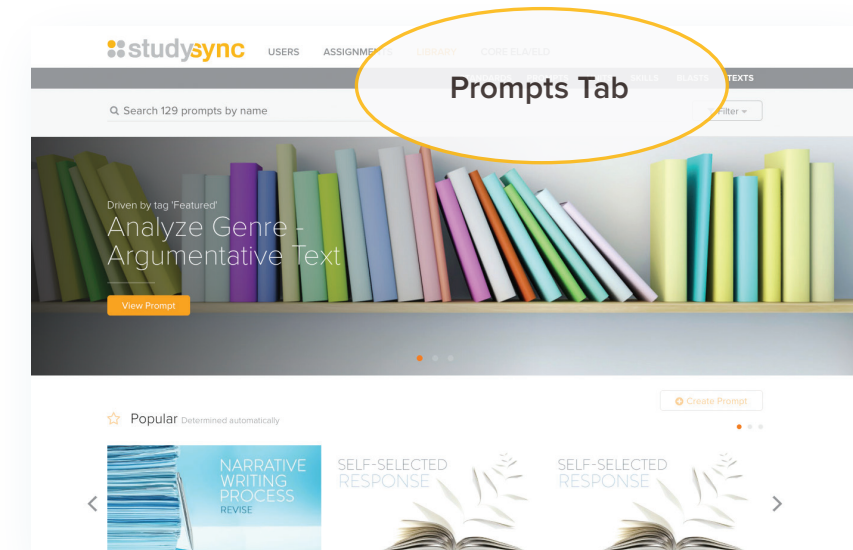 studysync USERS ASSIGNMENTS LIBRARY CORE ELA/ELD
Prompts Tab
SKILLS BLASTS TEXTS
Search 129 prompts by name
Filter
Driven by tag 'Featured'
Analyze Genre -
Argumentative Text
View Prompt
Create Prompt
Popular Determined automatically
NARRATIVE
WRITING
PROCESS
REVISE
SELF-SELECTED
RESPONSE
SELF-SELECTED
RESPONSE